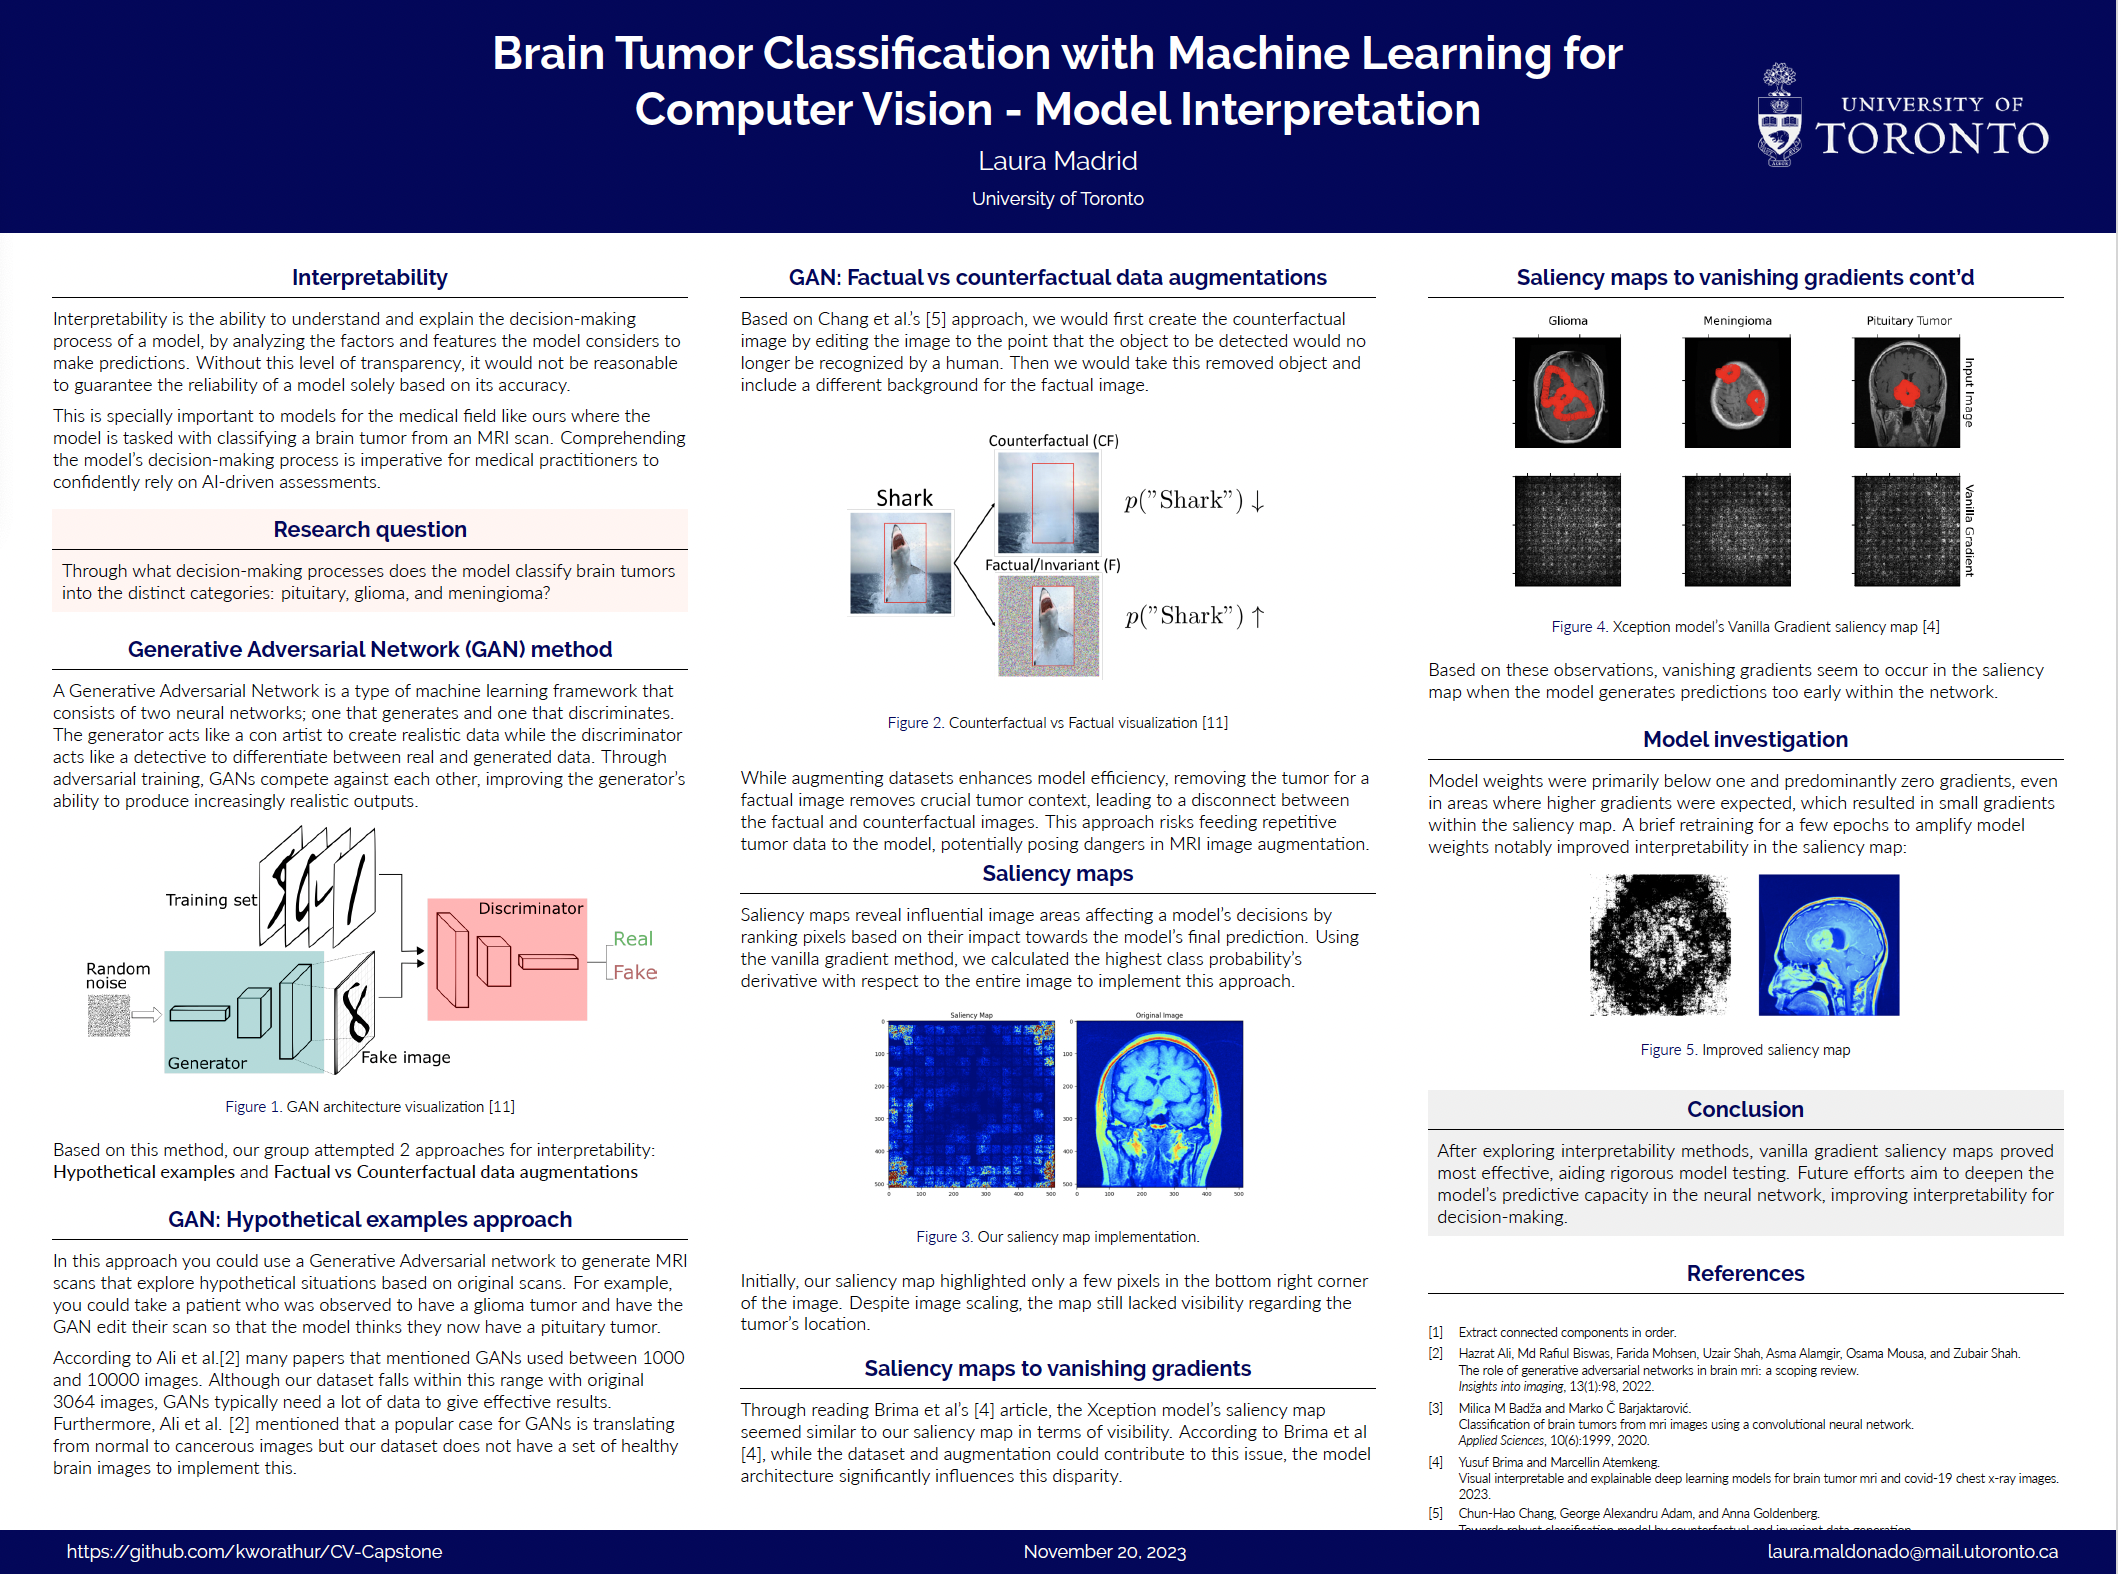 Brain Tumor Classification with Machine Learning for
Computer Vision - Model Interpretation
Laura Madrid
University of Toronto
UNIVERSITY OF
TORONTO
Interpretability
Interpretability is the ability to understand and explain the decision-making
process of a model, by analyzing the factors and features the model considers to
make predictions. Without this level of transparency, it would not be reasonable
to guarantee the reliability of a model solely based on its accuracy.
This is specially important to models for the medical field like ours where the
model is tasked with classifying a brain tumor from an MRI scan. Comprehending
the model's decision-making process is imperative for medical practitioners to
confidently rely on AI-driven assessments.
Research question
Through what decision-making processes does the model classify brain tumors
into the distinct categories: pituitary, glioma, and meningioma?
Generative Adversarial Network (GAN) method
A Generative Adversarial Network is a type of machine learning framework that
consists of two neural networks; one that generates and one that discriminates.
The generator acts like a con artist to create realistic data while the discriminator
acts like a detective to differentiate between real and generated data. Through
adversarial training, GANs compete against each other, improving the generator's
ability to produce increasingly realistic outputs.
Training set
Discriminator
Real
Fake
Random
noise
Generator
Fake image
Figure 1. GAN architecture visualization [11]
Based on this method, our group attempted 2 approaches for interpretability:
Hypothetical examples and Factual vs Counterfactual data augmentations
GAN: Hypothetical examples approach
In this approach you could use a Generative Adversarial network to generate MRI
scans that explore hypothetical situations based on original scans. For example,
you could take a patient who was observed to have a glioma tumor and have the
GAN edit their scan so that the model thinks they now have a pituitary tumor.
According to Ali et al.[2] many papers that mentioned GANs used between 1000
and 10000 images. Although our dataset falls within this range with original
3064 images, GANs typically need a lot of data to give effective results.
Furthermore, Ali et al. [2] mentioned that a popular case for GANs is translating
from normal to cancerous images but our dataset does not have a set of healthy
brain images to implement this.
GAN: Factual vs counterfactual data augmentations
Based on Chang et al.'s [5] approach, we would first create the counterfactual
image by editing the image to the point that the object to be detected would no
longer be recognized by a human. Then we would take this removed object and
include a different background for the factual image.
Counterfactual (CF)
Shark
p("Shark") ↓
Factual/Invariant (F)
p("Shark") ↑
Figure 2. Counterfactual vs Factual visualization [11]
While augmenting datasets enhances model efficiency, removing the tumor for a
factual image removes crucial tumor context, leading to a disconnect between
the factual and counterfactual images. This approach risks feeding repetitive
tumor data to the model, potentially posing dangers in MRI image augmentation.
Saliency maps
Saliency maps reveal influential image areas affecting a model's decisions by
ranking pixels based on their impact towards the model's final prediction. Using
the vanilla gradient method, we calculated the highest class probability's
derivative with respect to the entire image to implement this approach.
Saliency Map
Original Image
0
100
200
300
400
500
0 100 200 300 400 500
0
100
200
300
400
500
0 100 200 300 400 500
Figure 3. Our saliency map implementation.
Initially, our saliency map highlighted only a few pixels in the bottom right corner
of the image. Despite image scaling, the map still lacked visibility regarding the
tumor's location.
Saliency maps to vanishing gradients
Through reading Brima et al's [4] article, the Xception model's saliency map
seemed similar to our saliency map in terms of visibility. According to Brima et al
[4], while the dataset and augmentation could contribute to this issue, the model
architecture significantly influences this disparity.
Saliency maps to vanishing gradients cont'd
Glioma
Meningioma
Pituitary Tumor
Input Image
Vanilla Gradient
Figure 4. Xception model's Vanilla Gradient saliency map [4]
Based on these observations, vanishing gradients seem to occur in the saliency
map when the model generates predictions too early within the network.
Model investigation
Model weights were primarily below one and predominantly zero gradients, even
in areas where higher gradients were expected, which resulted in small gradients
within the saliency map. A brief retraining for a few epochs to amplify model
weights notably improved interpretability in the saliency map:
Figure 5. Improved saliency map
Conclusion
After exploring interpretability methods, vanilla gradient saliency maps proved
most effective, aiding rigorous model testing. Future efforts aim to deepen the
model's predictive capacity in the neural network, improving interpretability for
decision-making.
References
[1] Extract connected components in order.
[2] Hazrat Ali, Md Rafiul Biswas, Farida Mohsen, Uzair Shah, Asma Alamgir, Osama Mousa, and Zubair Shah.
The role of generative adversarial networks in brain mri: a scoping review.
Insights into imaging, 13(1):98, 2022.
[3] Milica M Badža and Marko Č Barjaktarović.
Classification of brain tumors from mri images using a convolutional neural network.
Applied Sciences, 10(6):1999, 2020.
[4] Yusuf Brima and Marcellin Atemkeng.
Visual interpretable and explainable deep learning models for brain tumor mri and covid-19 chest x-ray images.
2023.
[5] Chun-Hao Chang, George Alexandru Adam, and Anna Goldenberg.
Towards robust classification model by counterfactual and invariant data generation.
https://github.com/kworathur/CV-Capstone
November 20, 2023
laura.maldonado@mail.utoronto.ca